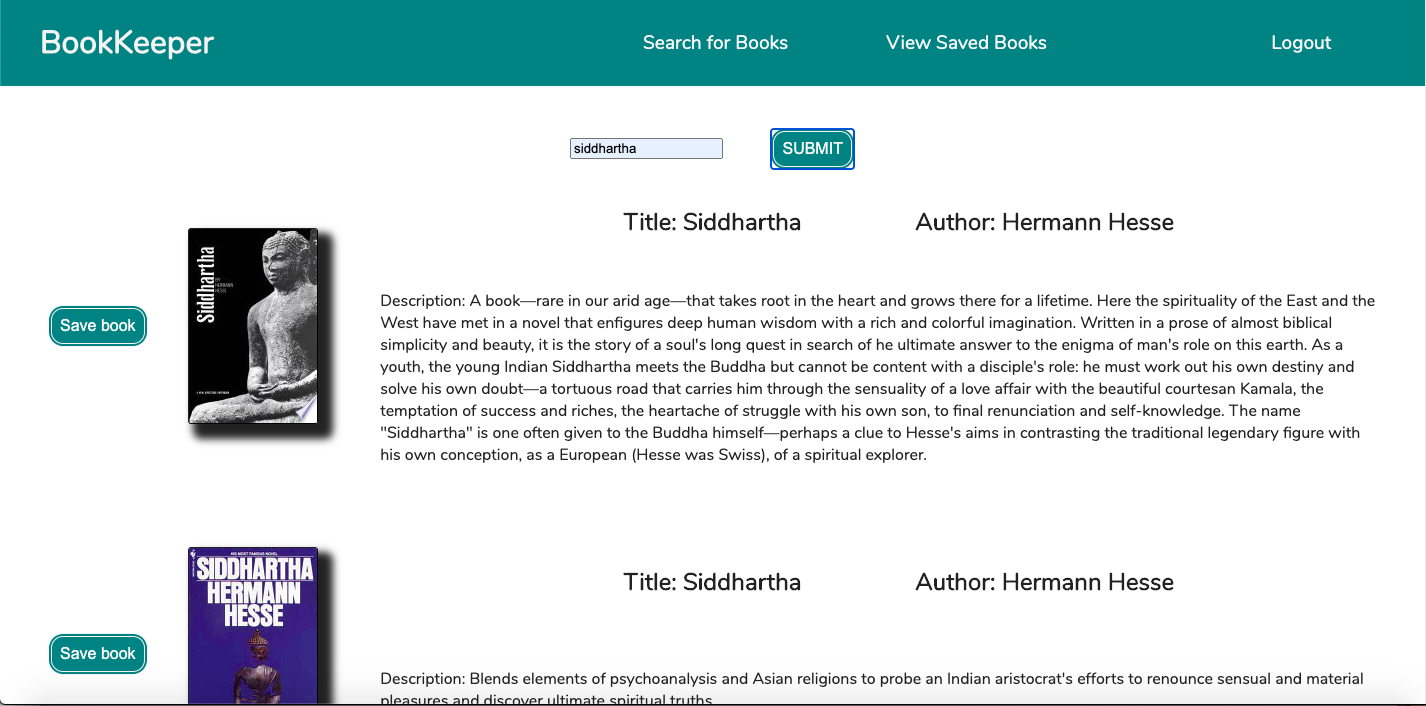 BookKeeper
Search for Books
View Saved Books
Logout
siddhartha
SUBMIT
Title: Siddhartha
Author: Hermann Hesse
Save book
Siddhartha
BY
HERMANN
HESSE
Description: A book—rare in our arid age—that takes root in the heart and grows there for a lifetime. Here the spirituality of the East and the
West have met in a novel that enfigures deep human wisdom with a rich and colorful imagination. Written in a prose of almost biblical
simplicity and beauty, it is the story of a soul's long quest in search of he ultimate answer to the enigma of man's role on this earth. As a
youth, the young Indian Siddhartha meets the Buddha but cannot be content with a disciple's role: he must work out his own destiny and
solve his own doubt—a tortuous road that carries him through the sensuality of a love affair with the beautiful courtesan Kamala, the
temptation of success and riches, the heartache of struggle with his own son, to final renunciation and self-knowledge. The name
"Siddhartha" is one often given to the Buddha himself—perhaps a clue to Hesse's aims in contrasting the traditional legendary figure with
his own conception, as a European (Hesse was Swiss), of a spiritual explorer.
Title: Siddhartha
Author: Hermann Hesse
Save book
HIS MOST FAMOUS NOVEL
SIDDHARTHA
HERMANN
HESSE
Description: Blends elements of psychoanalysis and Asian religions to probe an Indian aristocrat's efforts to renounce sensual and material
pleasures and discover ultimate spiritual truths